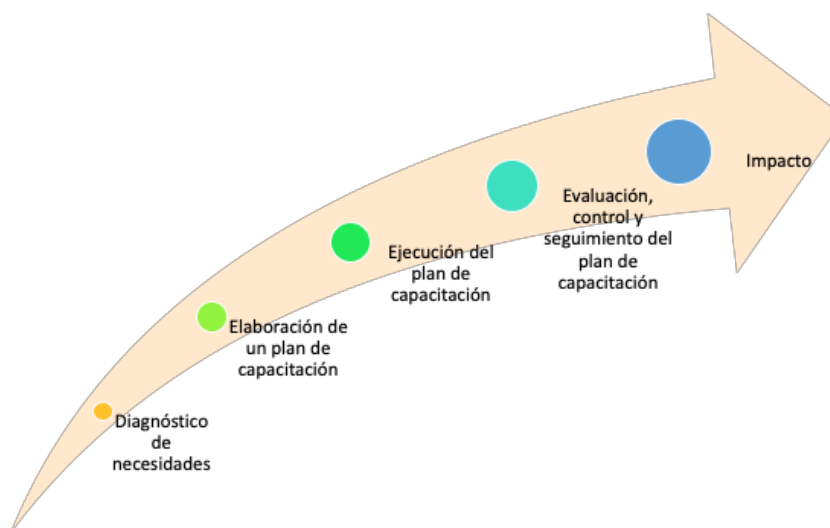 Diagnóstico
de
necesidades
Elaboración de
un plan de
capacitación
Ejecución del
plan de
capacitación
Evaluación,
control y
seguimiento del
plan de
capacitación
Impacto